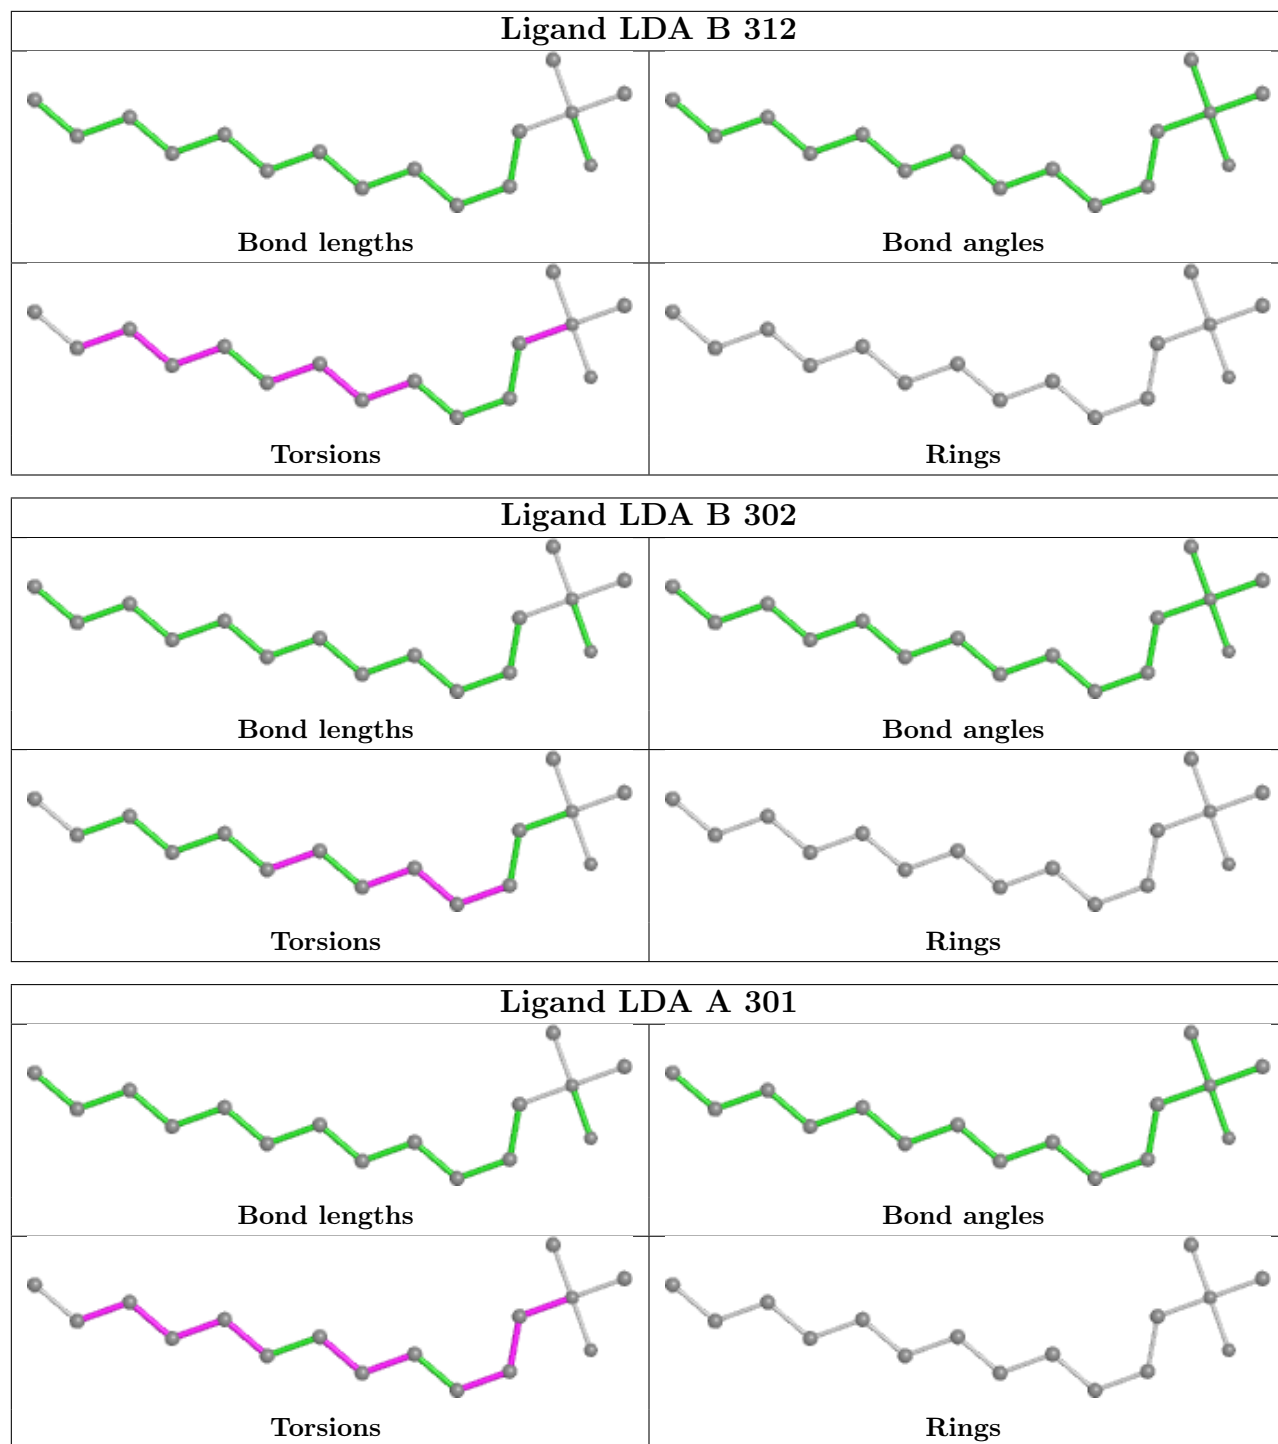 Ligand LDA B 312
Bond lengths
Bond angles
Torsions
Rings
Ligand LDA B 302
Bond lengths
Bond angles
Torsions
Rings
Ligand LDA A 301
Bond lengths
Bond angles
Torsions
Rings